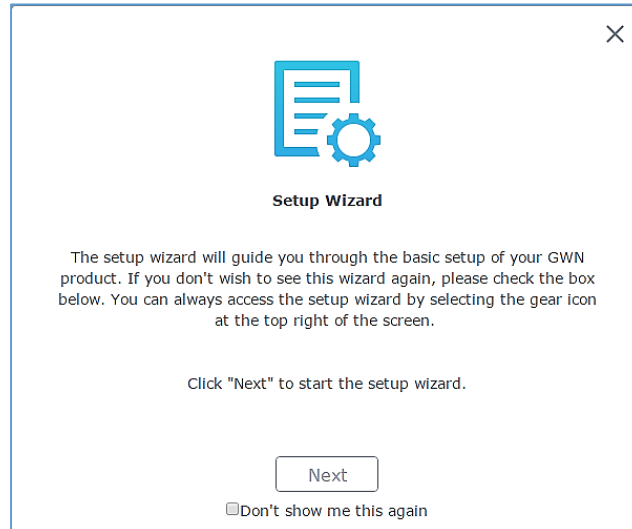 Setup Wizard
The setup wizard will guide you through the basic setup of your GWN
product. If you don't wish to see this wizard again, please check the box
below. You can always access the setup wizard by selecting the gear icon
at the top right of the screen.
Click "Next" to start the setup wizard.
Next
Don't show me this again